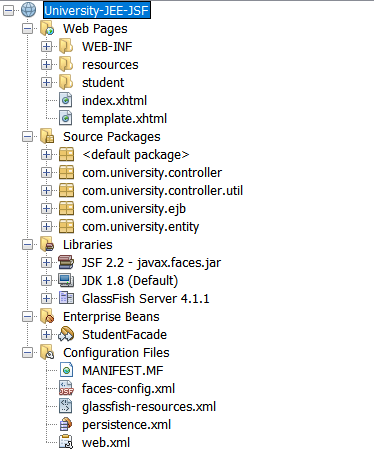 University-JEE-JSF
Web Pages
WEB-INF
resources
student
index.xhtml
template.xhtml
Source Packages
<default package>
com.university.controller
com.university.controller.util
com.university.ejb
com.university.entity
Libraries
JSF 2.2 - javax.faces.jar
JDK 1.8 (Default)
GlassFish Server 4.1.1
Enterprise Beans
StudentFacade
Configuration Files
MANIFEST.MF
faces-config.xml
glassfish-resources.xml
persistence.xml
web.xml